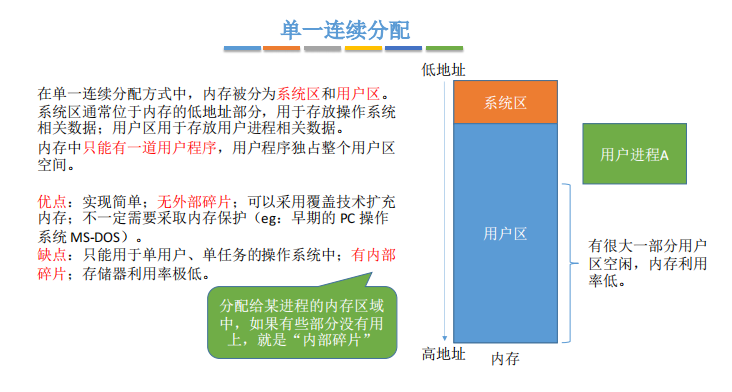 单一连续分配
在单一连续分配方式中，内存被分为系统区和用户区。
系统区通常位于内存的低地址部分，用于存放操作系统
相关数据；用户区用于存放用户进程相关数据。
内存中只能有一道用户程序，用户程序独占整个用户区
空间。
优点：实现简单；无外部碎片；可以采用覆盖技术扩充
内存；不一定需要采取内存保护（eg：早期的 PC 操作
系统 MS-DOS）。
缺点：只能用于单用户、单任务的操作系统中；有内部
碎片；存储器利用率极低。
分配给某进程的内存区域
中，如果有些部分没有用
上，就是“内部碎片”
低地址
系统区
用户区
高地址
内存
用户进程A
有很大一部分用户
区空闲，内存利用
率低。